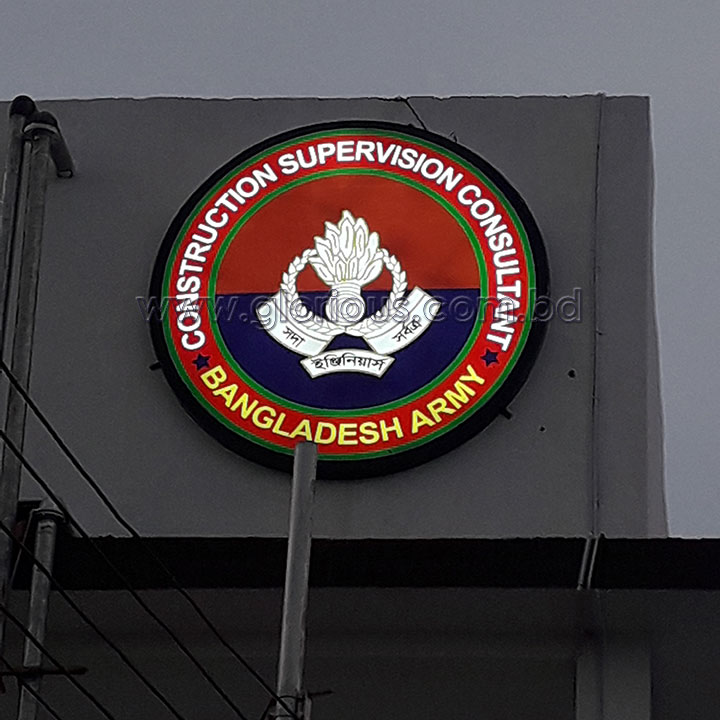 CONSTRUCTION SUPERVISION CONSULTANT
www.glorious.com.bd
সদা
সর্বত্র
ইঞ্জিনিয়ার্স
BANGLADESH ARMY